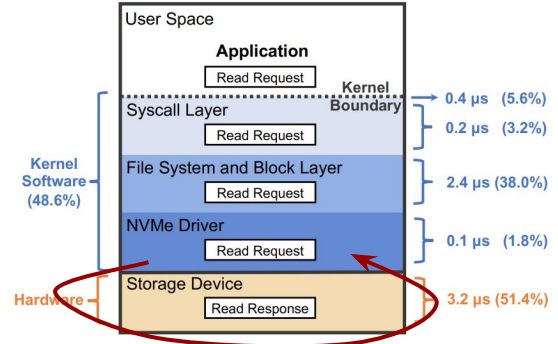 User Space
Application
Read Request
Kernel
Boundary
0.4 µs (5.6%)
Syscall Layer
Read Request
0.2 µs (3.2%)
Kernel
Software
(48.6%)
File System and Block Layer
Read Request
2.4 µs (38.0%)
NVMe Driver
Read Request
0.1 µs (1.8%)
Hardware
Storage Device
Read Response
3.2 µs (51.4%)